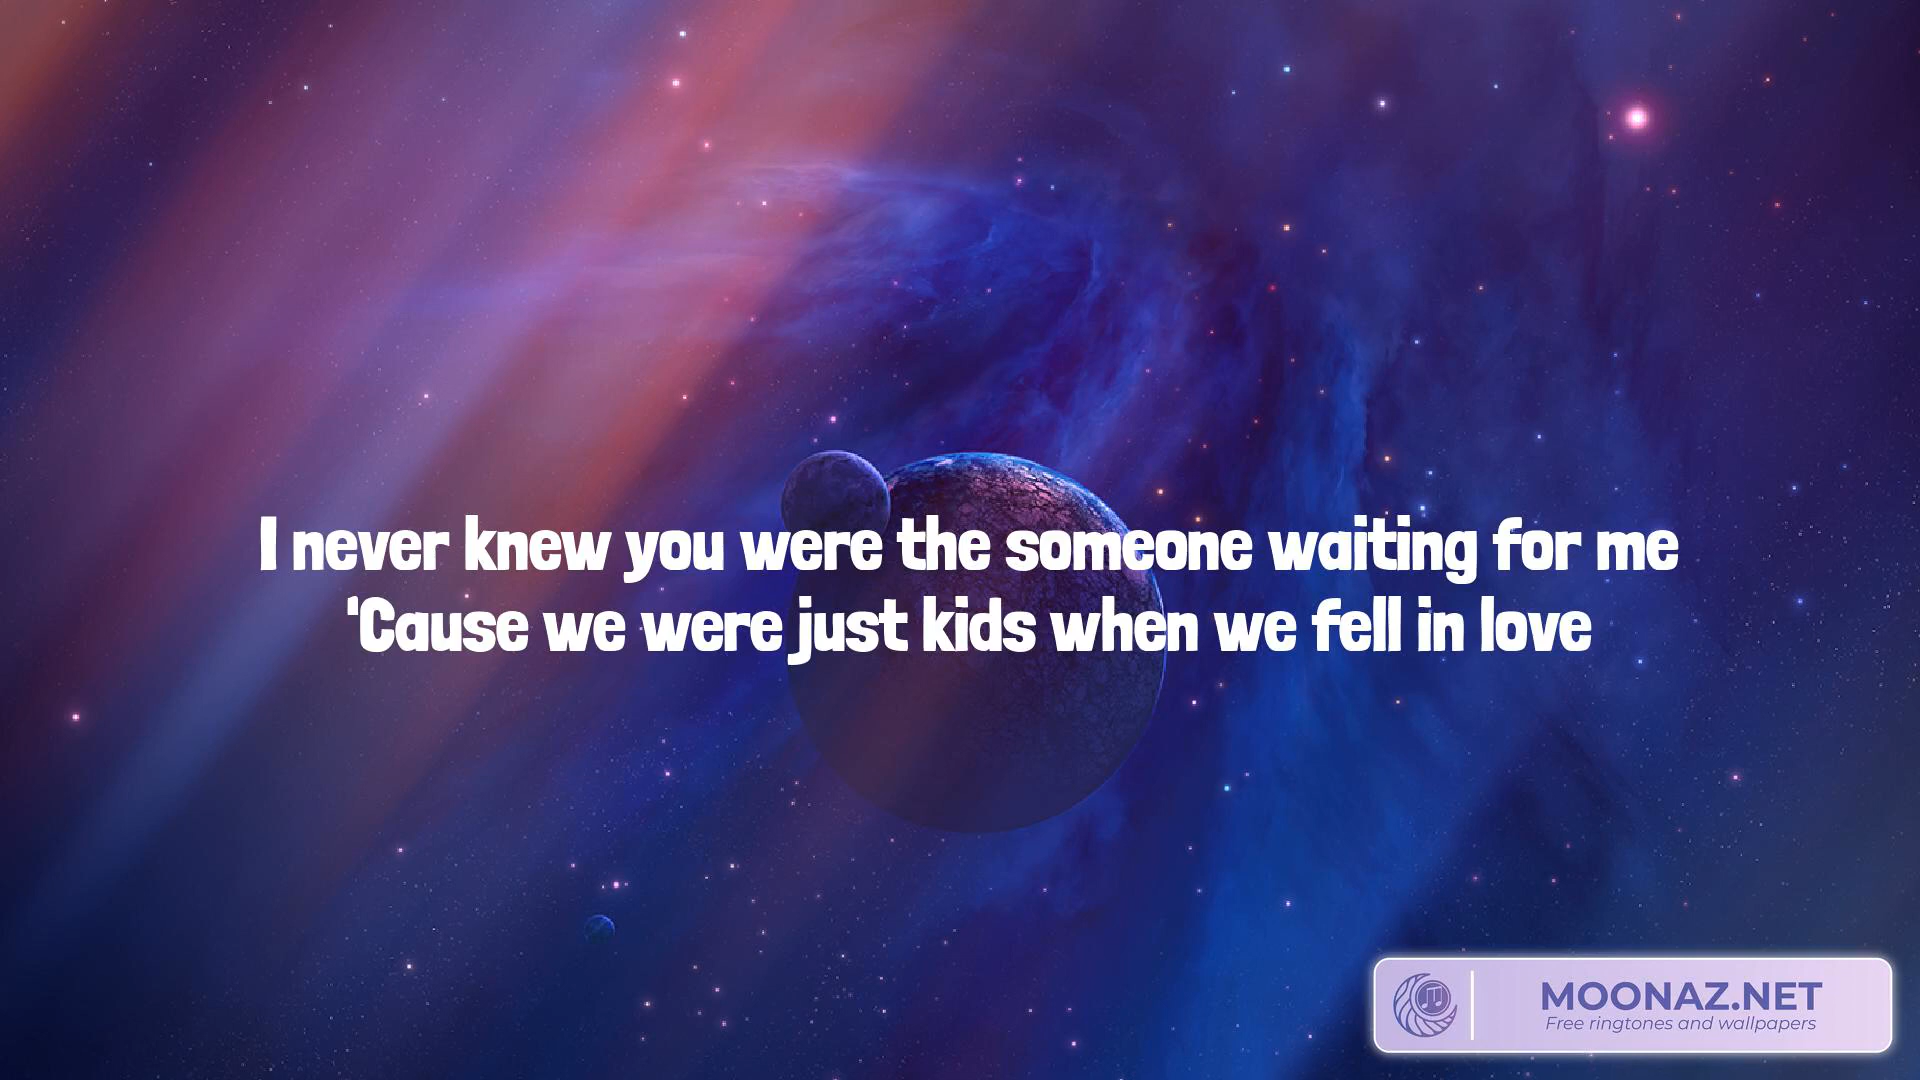 I never knew you were the someone waiting for me
'Cause we were just kids when we fell in love
MOONAZ.NET
Free ringtones and wallpapers